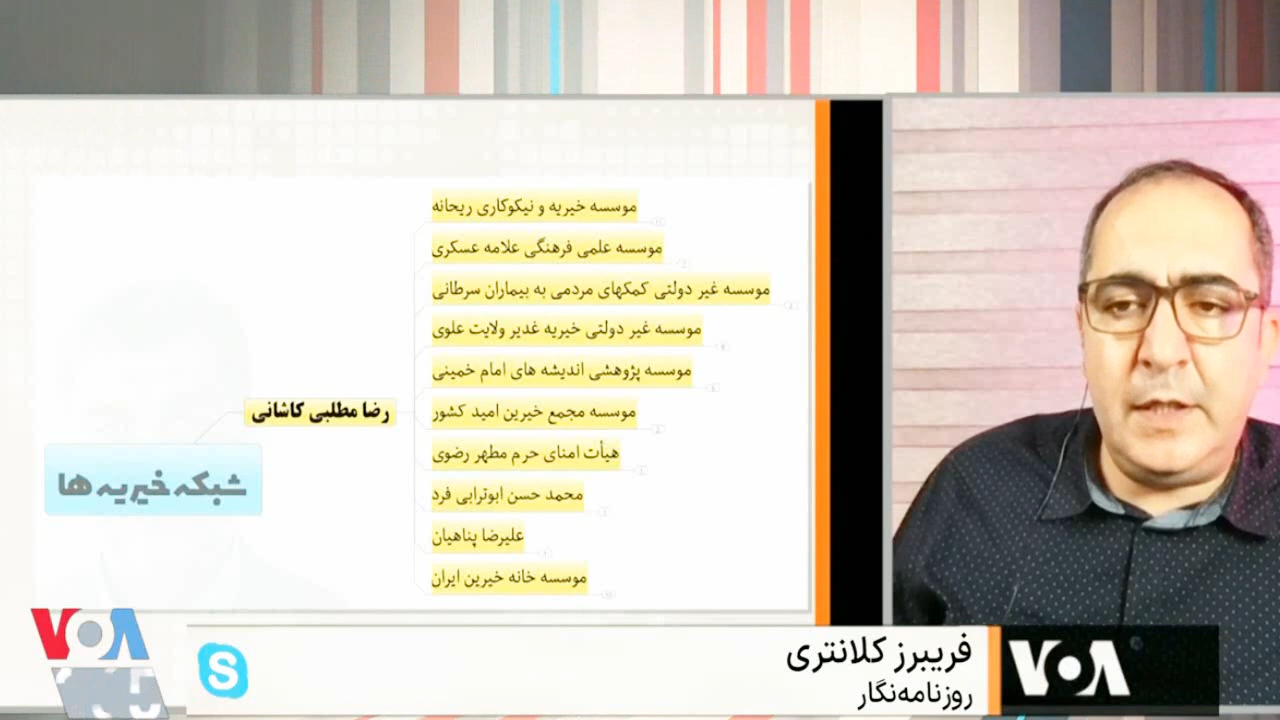 موسسه خیریه و نیکوکاری ریحانه
موسسه علمی فرهنگی علامه عسکری
موسسه غیر دولتی کمکهای مردمی به بیماران سرطانی
موسسه غیر دولتی خیریه غدیر ولایت علوی
موسسه پژوهشی اندیشه های امام خمینی
موسسه مجمع خیرین امید کشور
هیأت امنای حرم مطهر رضوی
محمد حسن ابوترابی فرد
علیرضا پناهیان
موسسه خانه خیرین ایران
رضا مطلبی کاشانی
شبکه خیریه ها
VOA
S
فریبرز کلانتری
روزنامه‌نگار
VOA